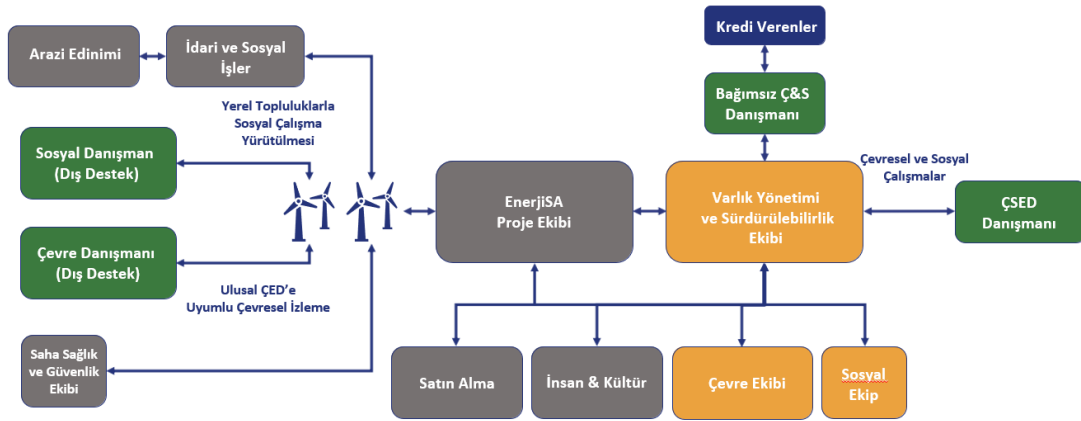 Kredi Verenler
Arazi Edinimi
İdari ve Sosyal
İşler
Bağımsız Ç&S
Danışmanı
Yerel Topluluklarla
Sosyal Çalışma
Yürütülmesi
Sosyal Danışman
(Dış Destek)
Çevre Danışmanı
(Dış Destek)
Ulusal ÇED’e
Uyumlu Çevresel İzleme
Saha Sağlık
ve Güvenlik
Ekibi
EnerjiSA
Proje Ekibi
Varlık Yönetimi
ve Sürdürülebilirlik
Ekibi
Çevresel ve Sosyal
Çalışmalar
ÇSED
Danışmanı
Satın Alma
İnsan & Kültür
Çevre Ekibi
Sosyal
Ekip